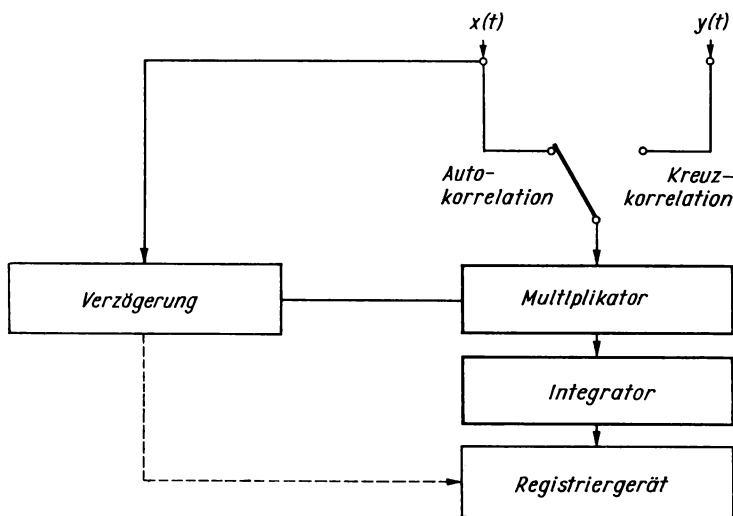 x(t)
y(t)
Auto-
korrelation
Kreuz-
korrelation
Verzögerung
Multiplikator
Integrator
Registriergerät